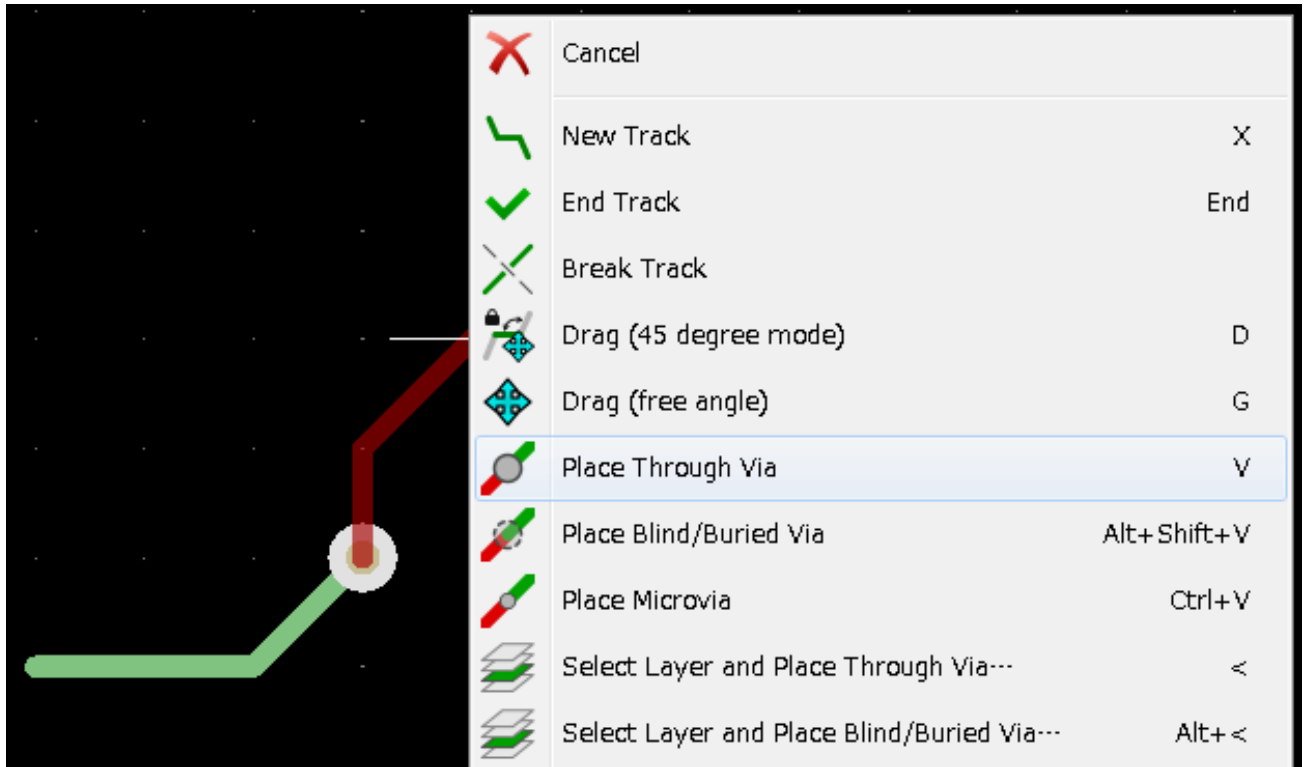 Cancel
New Track X
End Track End
Break Track
Drag (45 degree mode) D
Drag (free angle) G
Place Through Via V
Place Blind/Buried Via Alt+Shift+V
Place Microvia Ctrl+V
Select Layer and Place Through Via... <
Select Layer and Place Blind/Buried Via... Alt+<